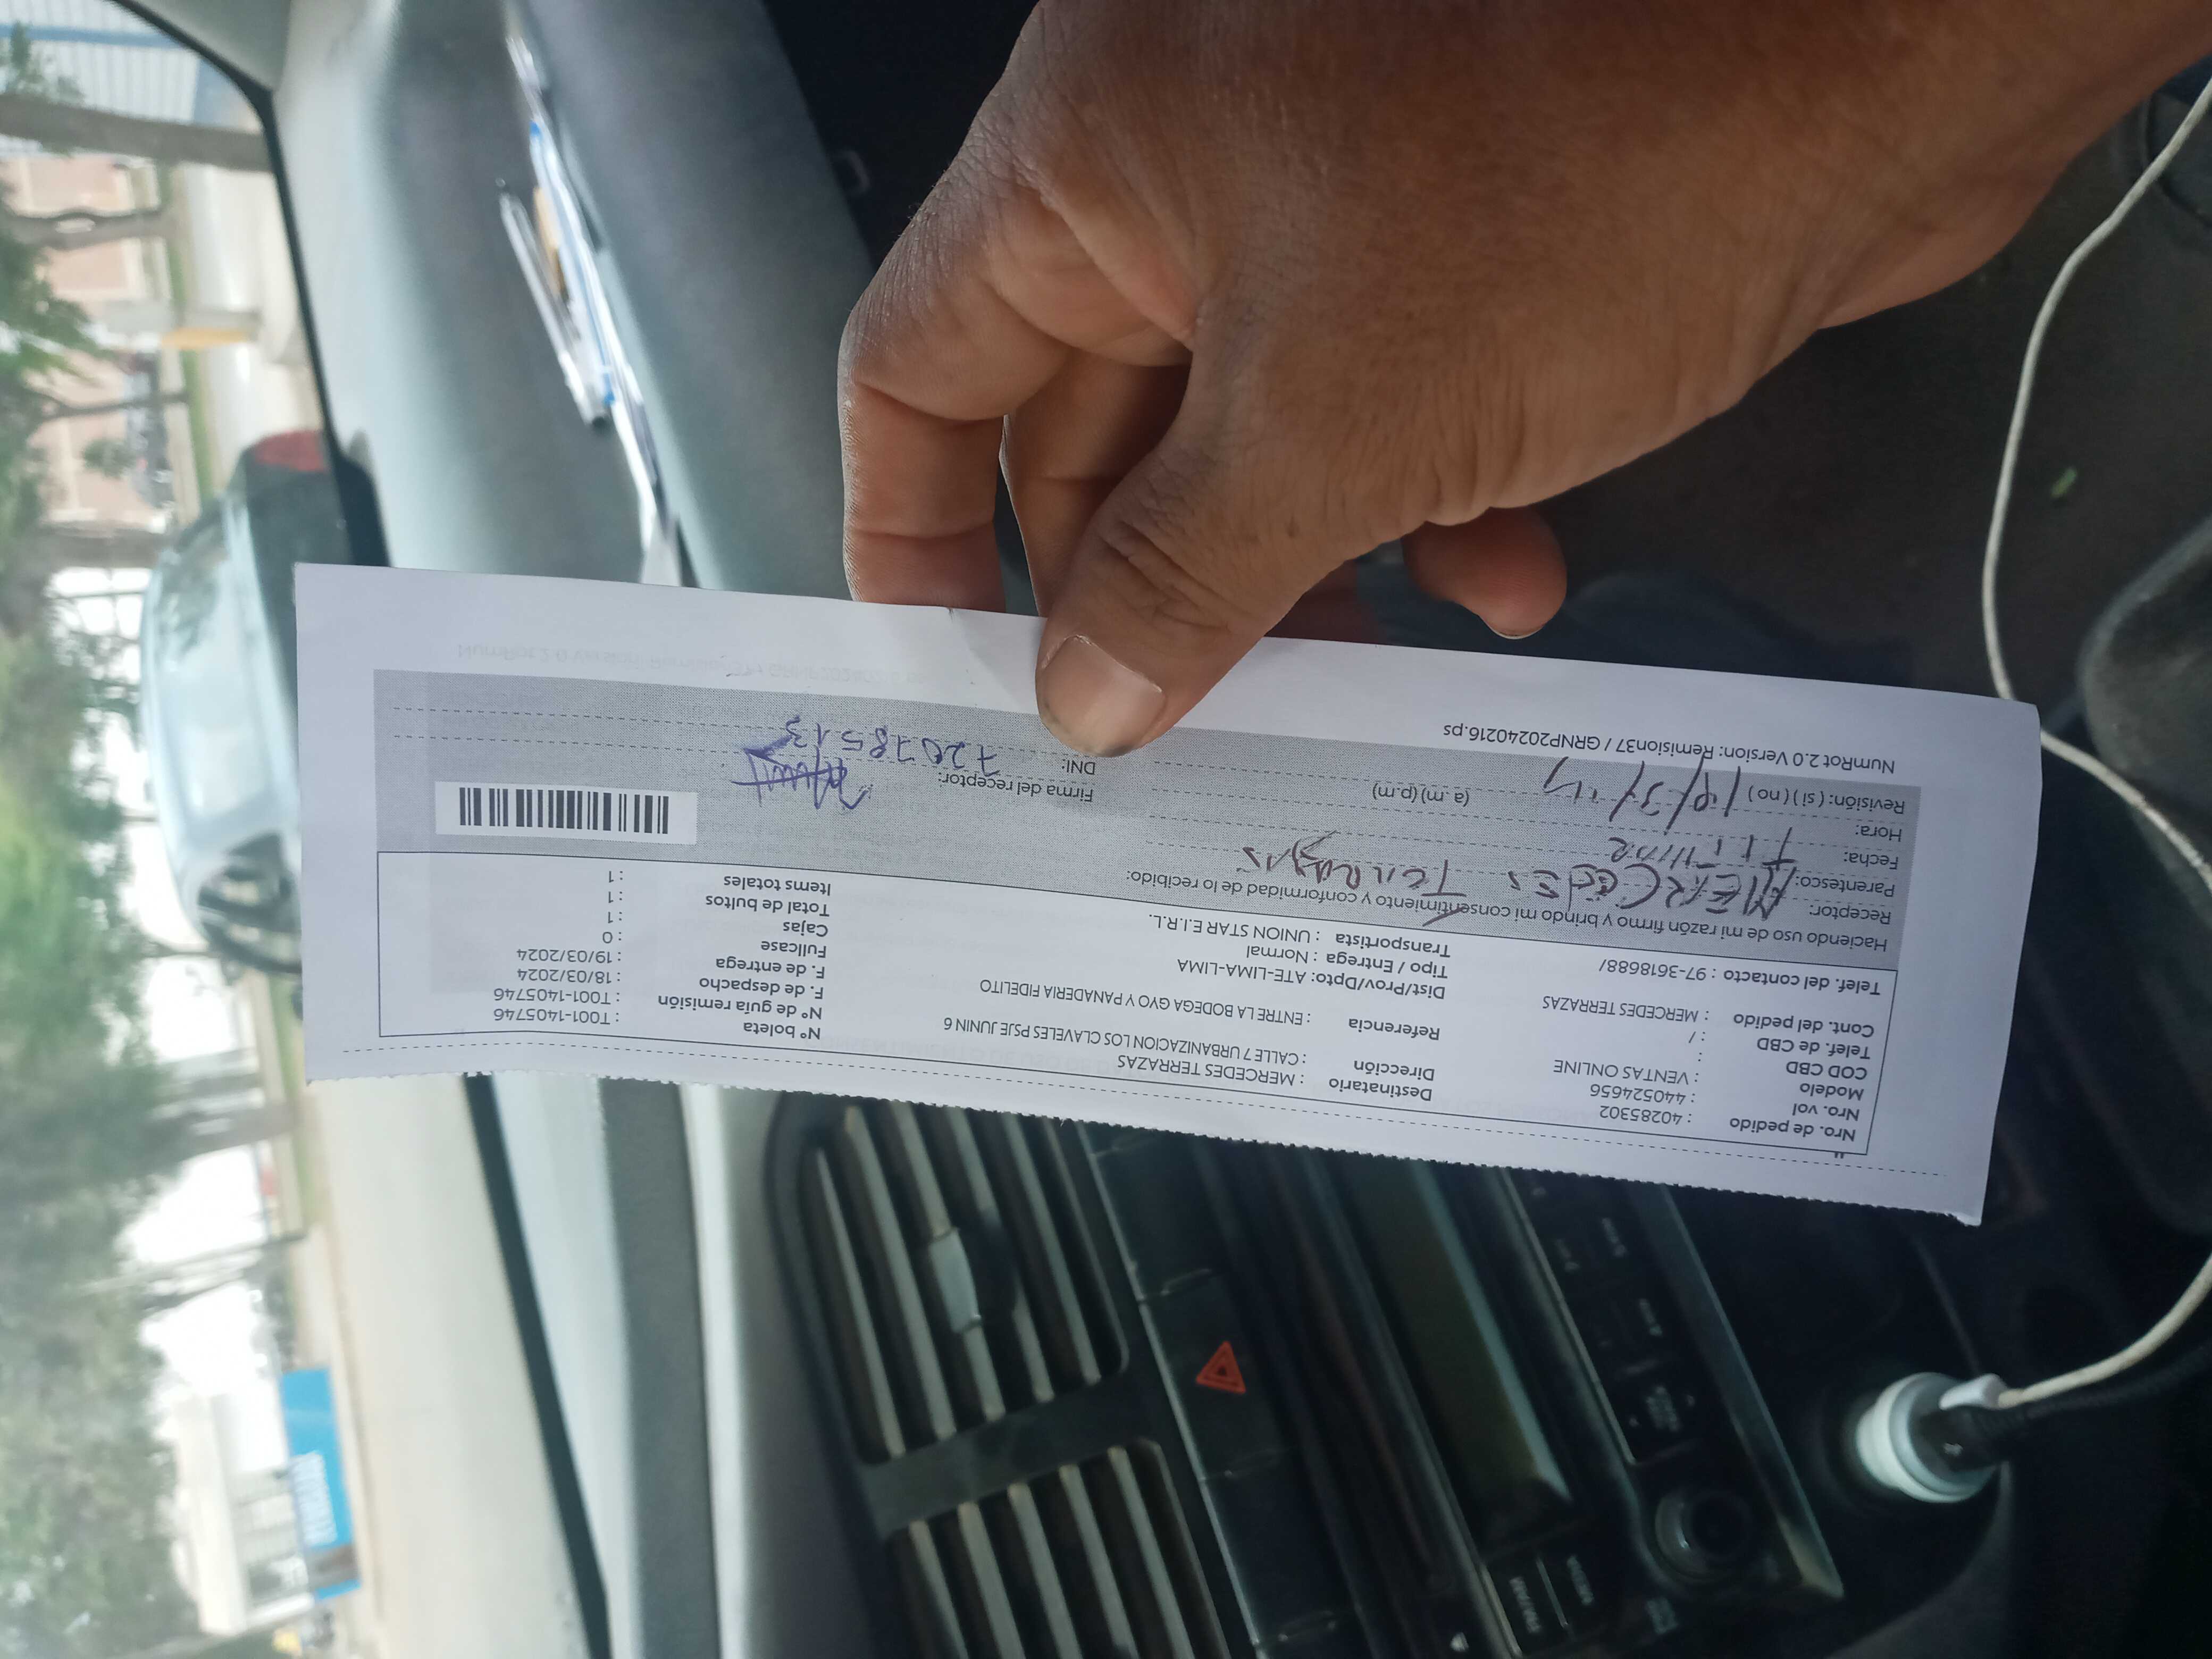 Nro. de pedido : 40285302
Nro. vol : 440524656
Modelo : VENTAS ONLINE
COD CBD :
Telef. de CBD : /
Cont. del pedido : MERCEDES TERRAZAS
Telef. del contacto : 97-3618688/
Destinatario : MERCEDES TERRAZAS
Dirección : CALLE 7 URBANIZACION LOS CLAVELES PSJE JUNIN 6
Referencia : ENTRE LA BODEGA GYO Y PANADERIA FIDELITO
Dist/Prov/Dpto: ATE-LIMA-LIMA
Tipo / Entrega : Normal
Transportista : UNION STAR E.I.R.L.
N° boleta : T001-1405746
N° de guía remisión : T001-1405746
F. de despacho : 18/03/2024
F. de entrega : 19/03/2024
Fullcase : 0
Cajas : 1
Total de bultos : 1
Items totales : 1
Haciendo uso de mi razón firmo y brindo mi consentimiento y conformidad de lo recibido:
Receptor: MERCEDES Terrazas
Parentesco:
Fecha:
Hora:
Revisión: ( si ) ( no )
(a.m) (p.m)
Firma del receptor:
DNI: 72078513
NumRot 2.0 Version: Remision37 / GRNP20240216.ps